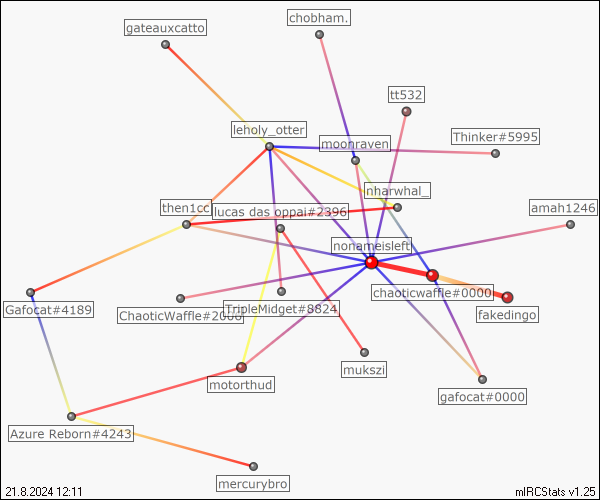 chobham.
gateauxcatto
tt532
leholy_otter
Thinker#5995
moonraven
nharwhal_
then1cc
lucas das oppai#2396
amah1246
nonameisleft
chaoticwaffle#0000
Gafocat#4189
TripleMidget#8824
fakedingo
mukszi
motorthud
gafocat#0000
Azure Reborn#4243
mercurybro
21.8.2024 12:11
mIRCStats v1.25